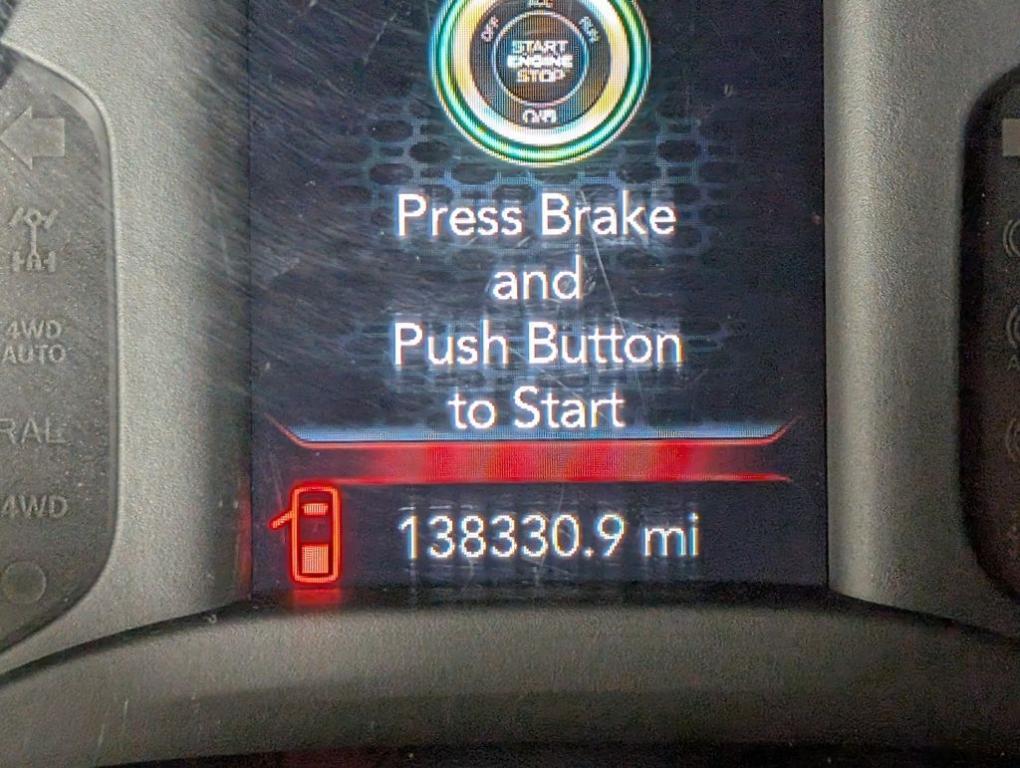 ACC
OFF
RUN
START
ENGINE
STOP
Press Brake
and
Push Button
to Start
138330.9 mi
4WD
AUTO
RAL
4WD